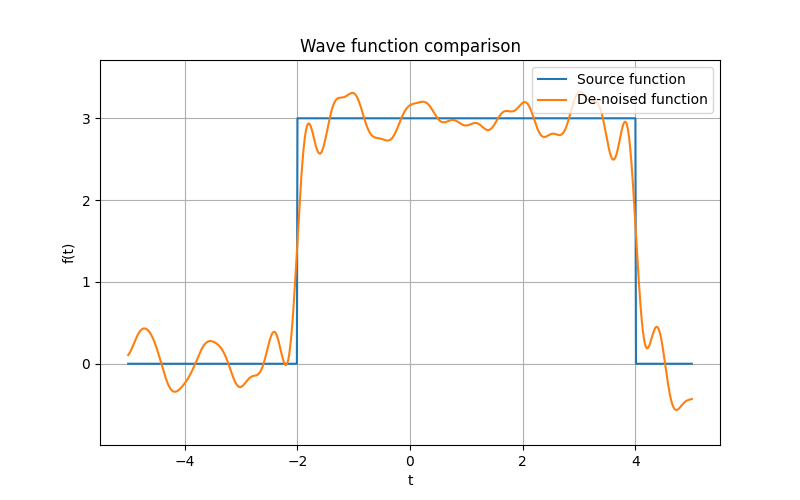 Wave function comparison
Source function
De-noised function
f(t)
3
2
1
0
−4
−2
0
2
4
t